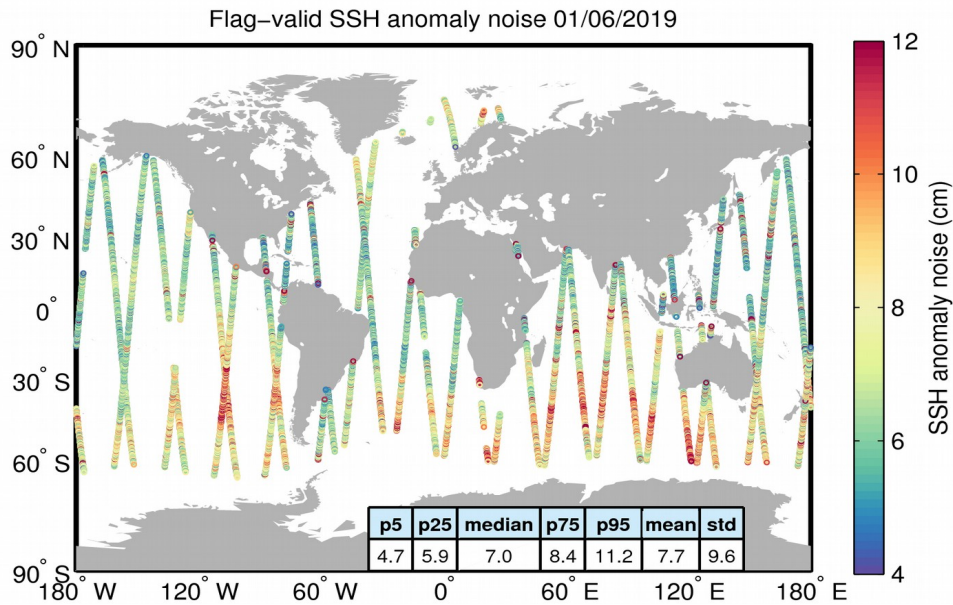 Flag−valid SSH anomaly noise 01/06/2019
90° N
60° N
30° N
0°
30° S
60° S
90° S
180° W
120° W
60° W
0°
60° E
120° E
180° E
p5 p25 median p75 p95 mean std
4.7 5.9 7.0 8.4 11.2 7.7 9.6
12
10
8
6
4
SSH anomaly noise (cm)